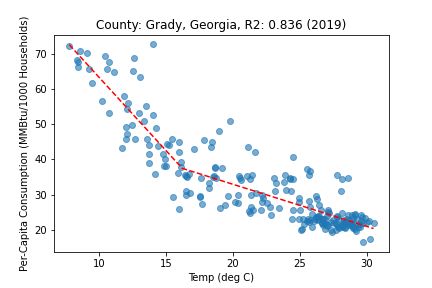 County: Grady, Georgia, R2: 0.836 (2019)
Per-Capita Consumption (MMBtu/1000 Households)
70
60
50
40
30
20
10 15 20 25 30
Temp (deg C)